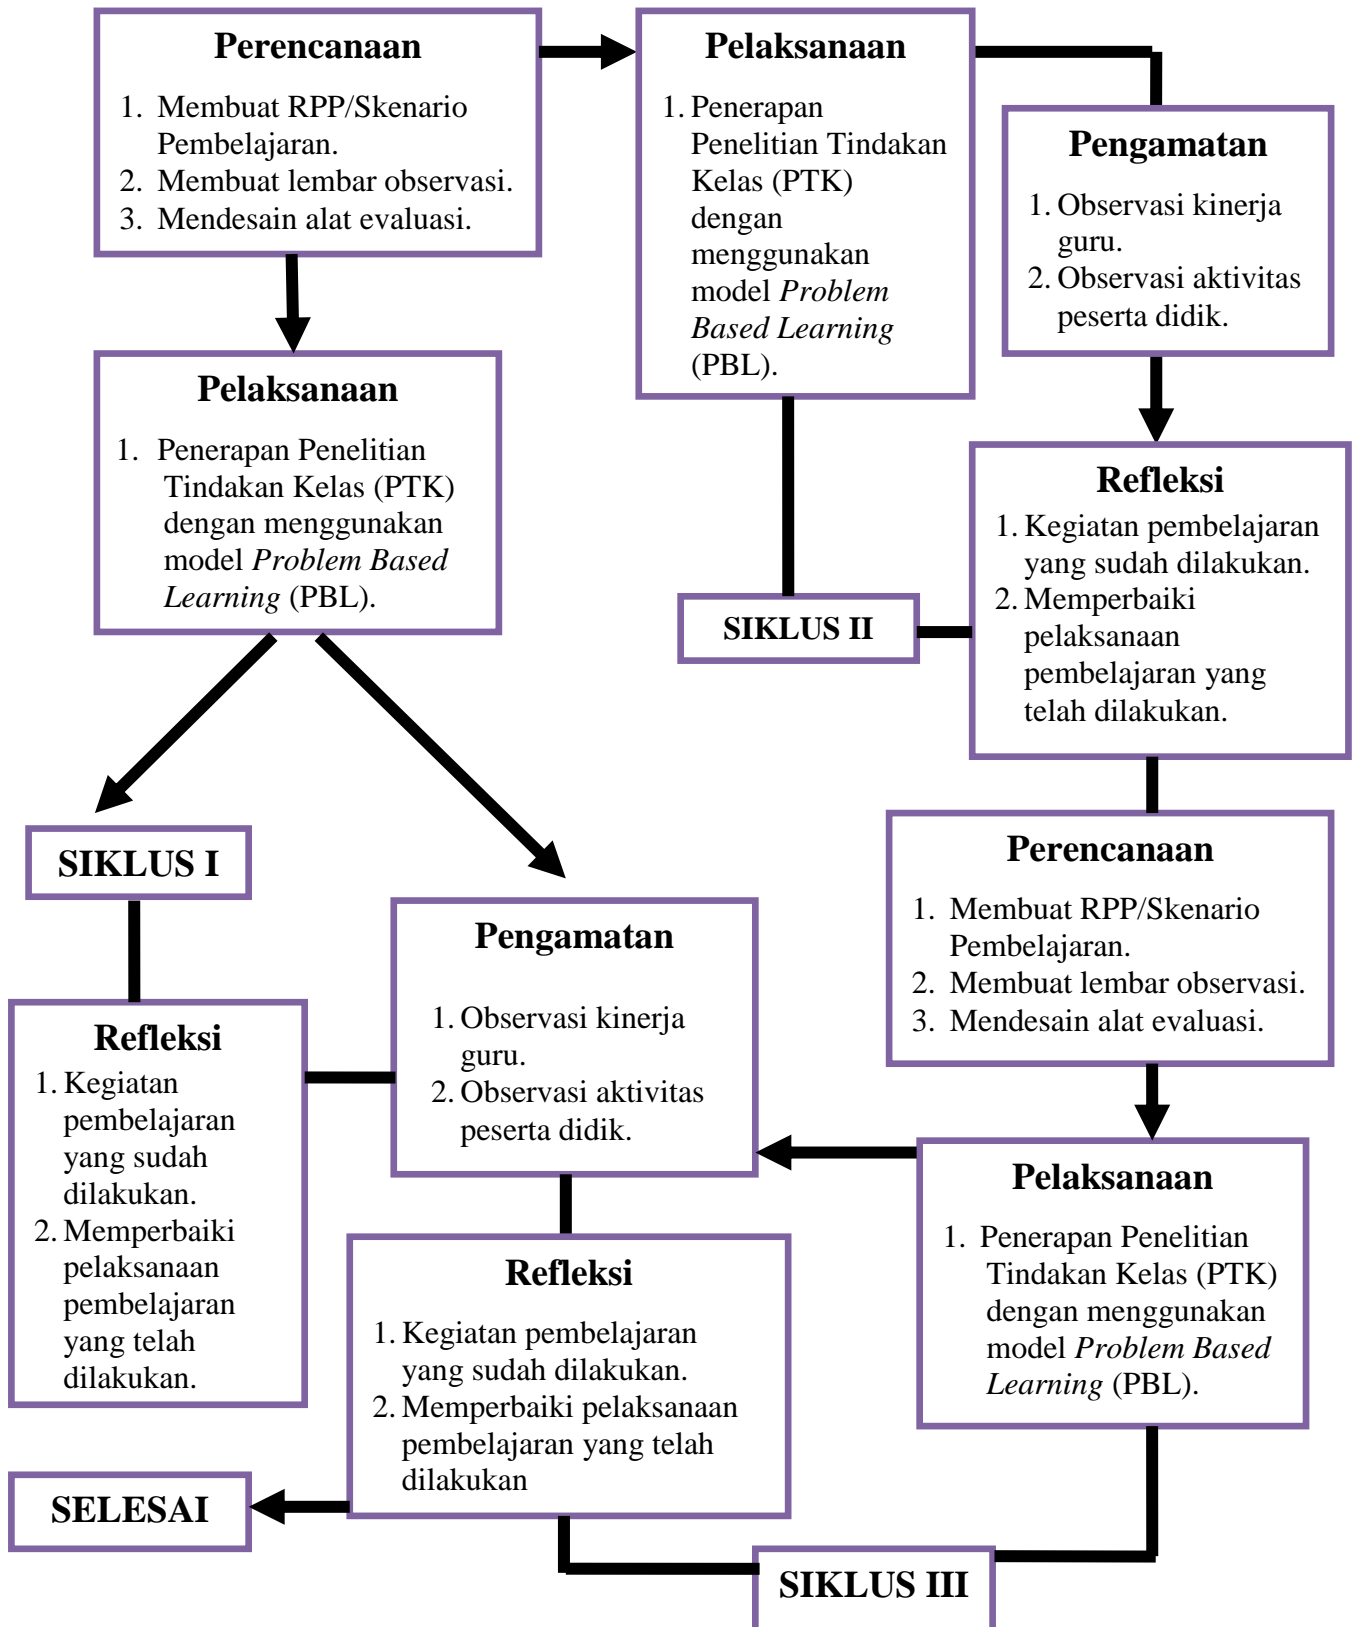 Perencanaan
1. Membuat RPP/Skenario
Pembelajaran.
2. Membuat lembar observasi.
3. Mendesain alat evaluasi.
Pelaksanaan
1. Penerapan
Penelitian Tindakan
Kelas (PTK)
dengan
menggunakan
model Problem
Based Learning
(PBL).
Pengamatan
1. Observasi kinerja
guru.
2. Observasi aktivitas
peserta didik.
Pelaksanaan
1. Penerapan Penelitian
Tindakan Kelas (PTK)
dengan menggunakan
model Problem Based
Learning (PBL).
Refleksi
1. Kegiatan pembelajaran
yang sudah dilakukan.
2. Memperbaiki
pelaksanaan
pembelajaran yang
telah dilakukan.
SIKLUS II
SIKLUS I
Perencanaan
1. Membuat RPP/Skenario
Pembelajaran.
2. Membuat lembar observasi.
3. Mendesain alat evaluasi.
Pengamatan
1. Observasi kinerja
guru.
2. Observasi aktivitas
peserta didik.
Refleksi
1. Kegiatan
pembelajaran
yang sudah
dilakukan.
2. Memperbaiki
pelaksanaan
pembelajaran
yang telah
dilakukan.
Pelaksanaan
1. Penerapan Penelitian
Tindakan Kelas (PTK)
dengan menggunakan
model Problem Based
Learning (PBL).
Refleksi
1. Kegiatan pembelajaran
yang sudah dilakukan.
2. Memperbaiki pelaksanaan
pembelajaran yang telah
dilakukan
SELESAI
SIKLUS III